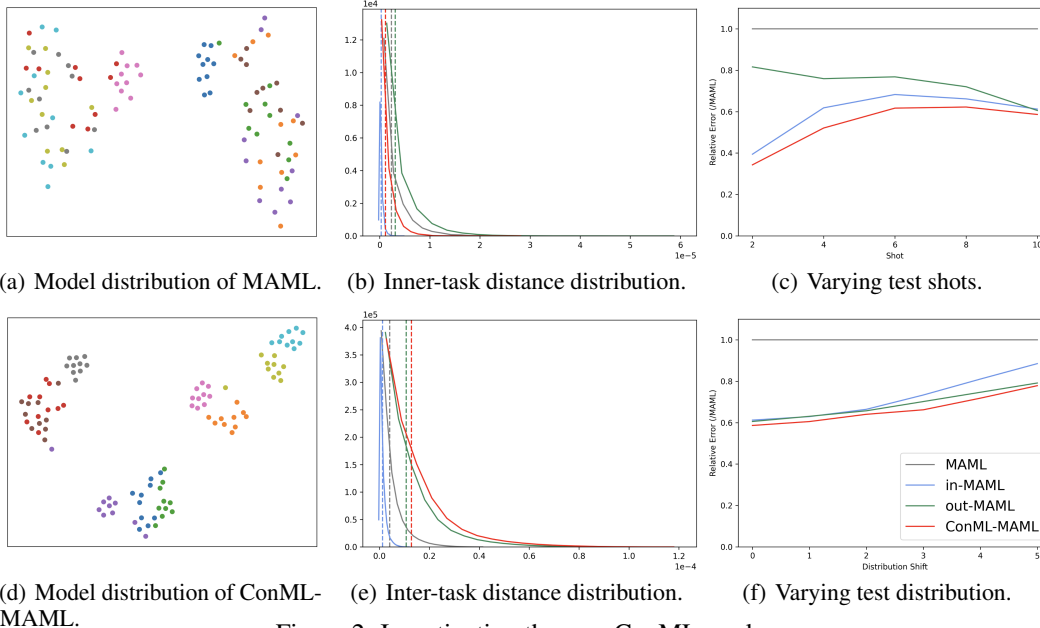 1e4
1.2
1.0
0.8
0.6
0.4
0.2
0.0
0 1 2 3 4 5 6
1e−5
Relative Error (/MAML)
1.0
0.8
0.6
0.4
0.2
0.0
2 4 6 8 10
Shot
(a) Model distribution of MAML.
(b) Inner-task distance distribution.
(c) Varying test shots.
1e5
4.0
3.5
3.0
2.5
2.0
1.5
1.0
0.5
0.0
0.0 0.2 0.4 0.6 0.8 1.0 1.2
1e−4
Relative Error (/MAML)
1.0
0.8
0.6
0.4
0.2
0.0
0 1 2 3 4 5
Distribution Shift
MAML
in-MAML
out-MAML
ConML-MAML
(d) Model distribution of ConML-
MAML.
(e) Inter-task distance distribution.
(f) Varying test distribution.